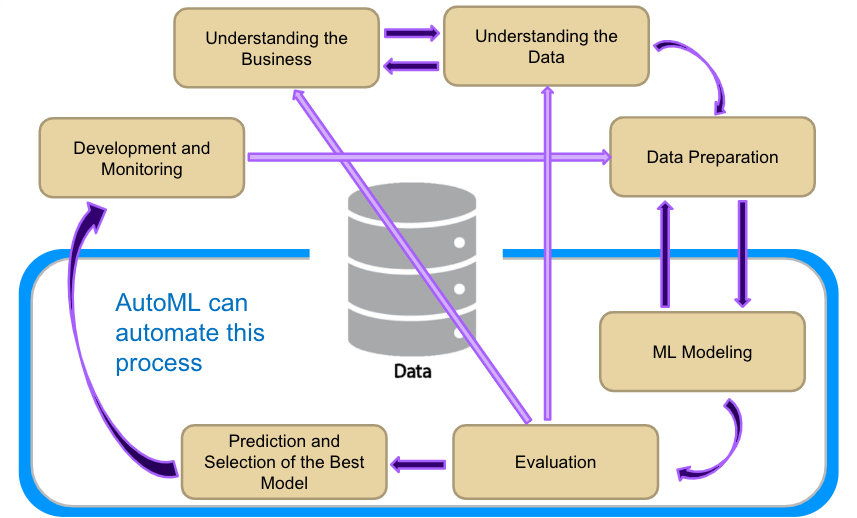 Understanding the
Business
Understanding the
Data
Development and
Monitoring
Data Preparation
AutoML can
automate this
process
Data
ML Modeling
Prediction and
Selection of the Best
Model
Evaluation